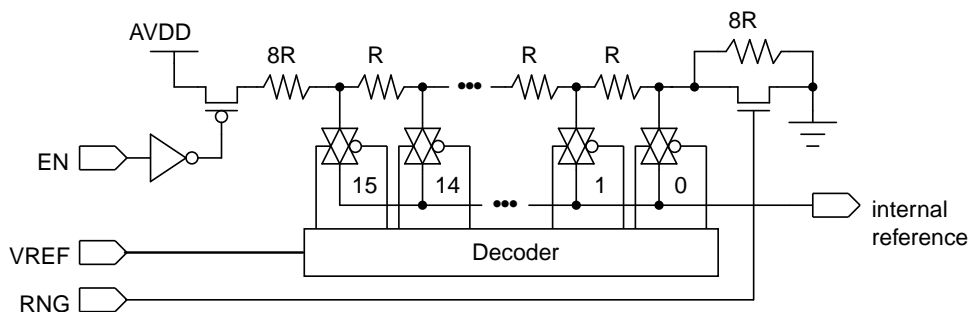 8R
AVDD
8R
R
R
R
•••
EN
15
14
1
0
•••
internal
reference
VREF
Decoder
RNG